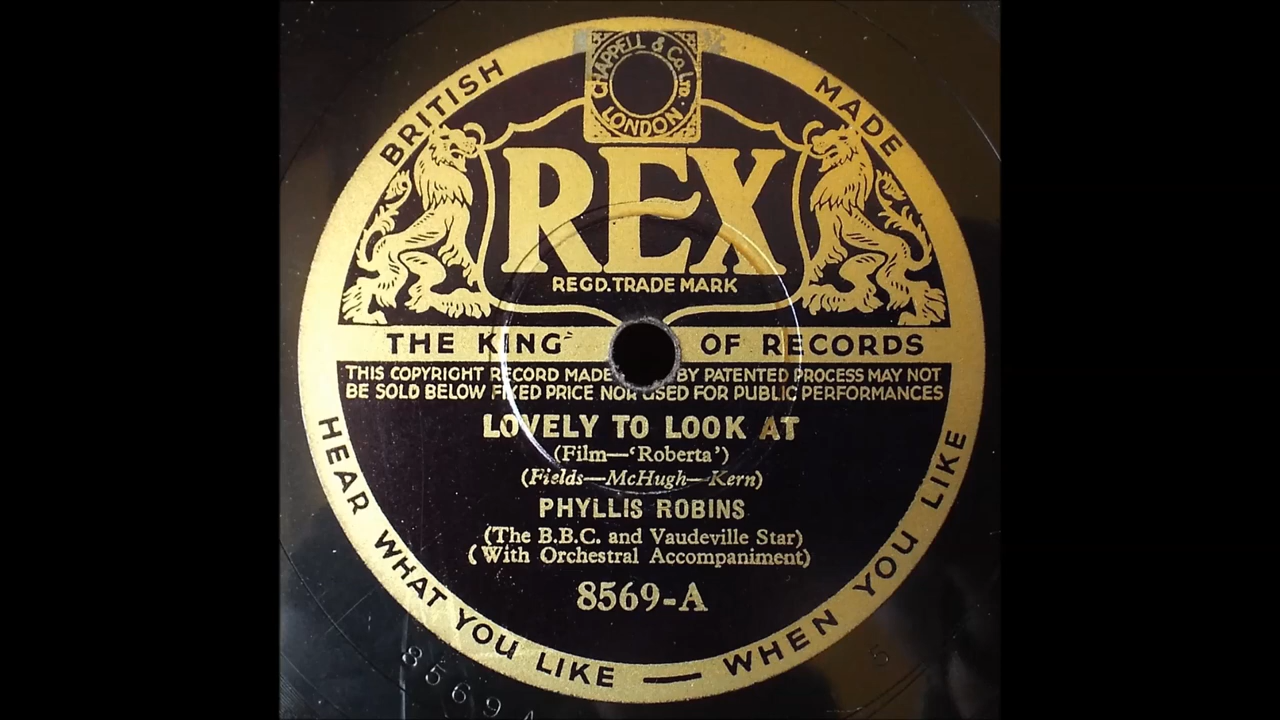 CHAPPELL & Co. LTD.
LONDON
BRITISH MADE
REX
REGD. TRADE MARK
THE KING OF RECORDS
THIS COPYRIGHT RECORD MADE BY PATENTED PROCESS MAY NOT
BE SOLD BELOW FIXED PRICE NOR USED FOR PUBLIC PERFORMANCES
LOVELY TO LOOK AT
(Film—‘Roberta’)
(Fields—McHugh—Kern)
PHYLLIS ROBINS
(The B.B.C. and Vaudeville Star)
(With Orchestral Accompaniment)
8569-A
HEAR WHAT YOU LIKE — WHEN YOU LIKE
8569 A
5